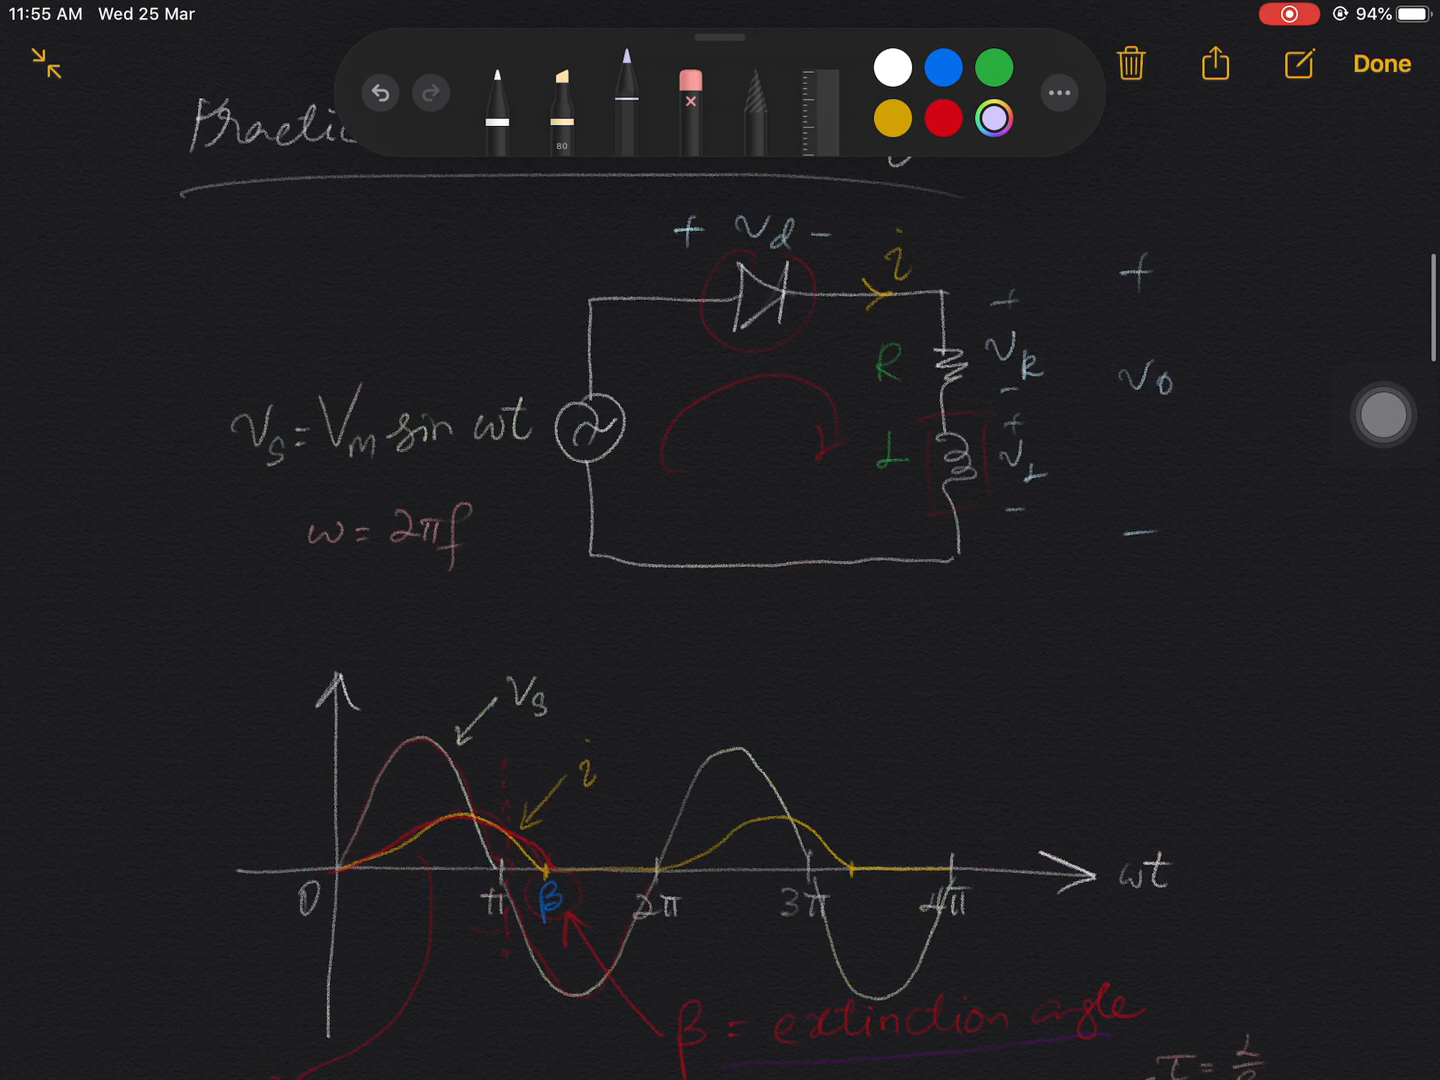 11:55 AM Wed 25 Mar
94%
Done
80
Practic
+ Vd - i +
+
R VR
-
Vo
Vs = Vm sin ωt
+
L VL
-
ω = 2πf
-
Vs
i
0 π β 2π 3π 4π ωt
β = extinction angle
τ = L